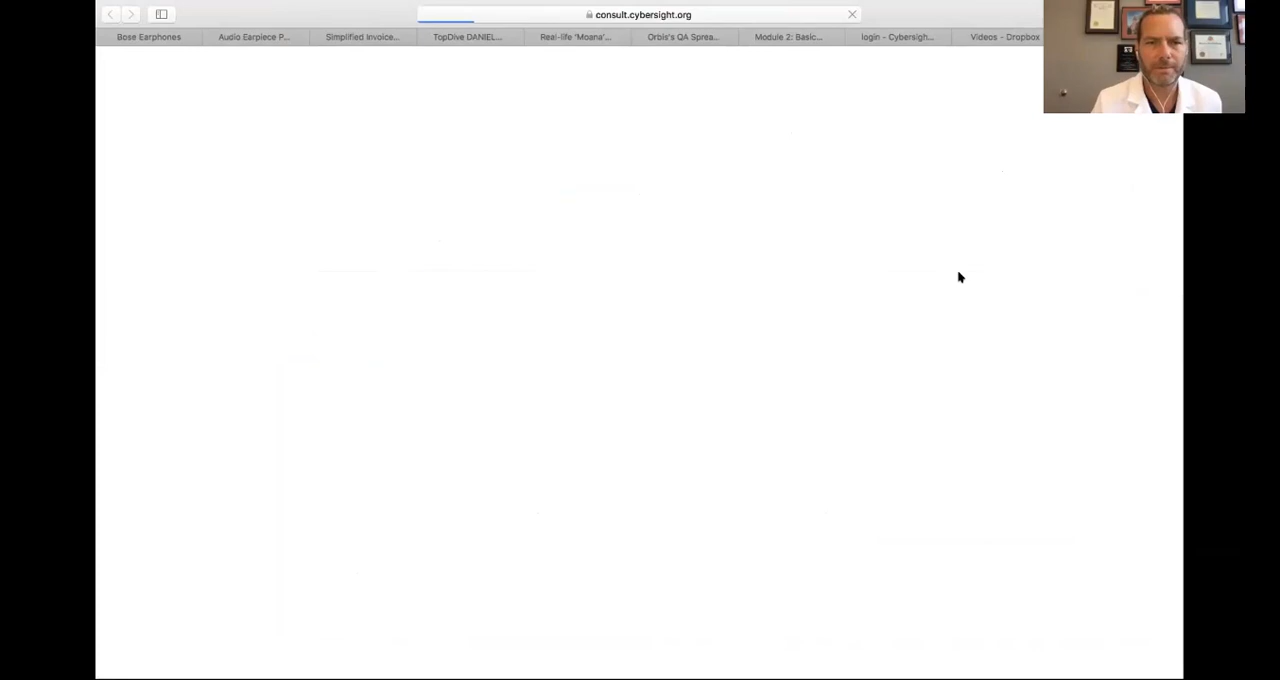 consult.cybersight.org
Bose Earphones
Audio Earpiece P...
Simplified Invoice...
TopDive DANIEL...
Real-life 'Moana'...
Orbis's QA Sprea...
Module 2: Basic...
login - Cybersigh...
Videos - Dropbox